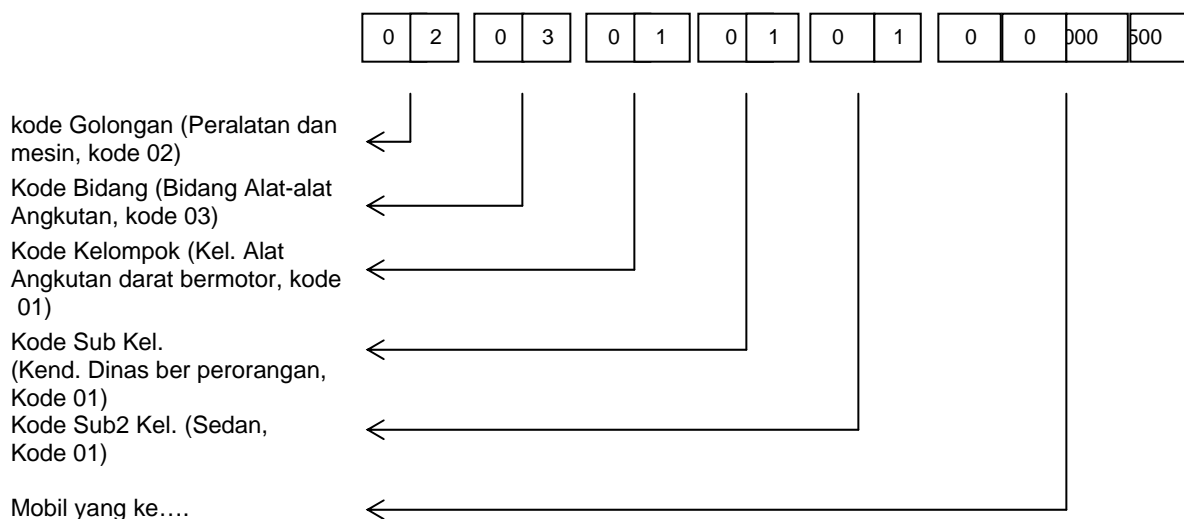 0 2 0 3 0 1 0 1 0 1 0 0 000 500
kode Golongan (Peralatan dan
mesin, kode 02)
Kode Bidang (Bidang Alat-alat
Angkutan, kode 03)
Kode Kelompok (Kel. Alat
Angkutan darat bermotor, kode
01)
Kode Sub Kel.
(Kend. Dinas ber perorangan,
Kode 01)
Kode Sub2 Kel. (Sedan,
Kode 01)
Mobil yang ke….